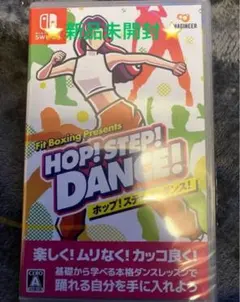 新品未開封
IMAGINEER
Fit Boxing Presents
HOP! STEP!
DANCE!
ホップ! ステップ! ダンス!
楽しく! ムリなく! カッコ良く!
基礎から学べる本格ダンスレッスンで
踊れる自分を手に入れよう
CERO A